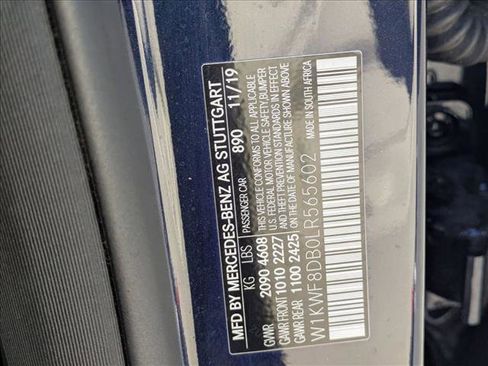 MFD BY MERCEDES-BENZ AG STUTTGART
PASSENGER CAR 890 11/19
KG LBS THIS VEHICLE CONFORMS TO ALL APPLICABLE
GVWR 2090 4608 U.S. FEDERAL MOTOR VEHICLE SAFETY, BUMPER
GAWR FRONT 1010 2227 AND THEFT PREVENTION STANDARDS IN EFFECT
GAWR REAR 1100 2425 ON THE DATE OF MANUFACTURE SHOWN ABOVE
W1KWF8DB0LR565602 MADE IN SOUTH AFRICA